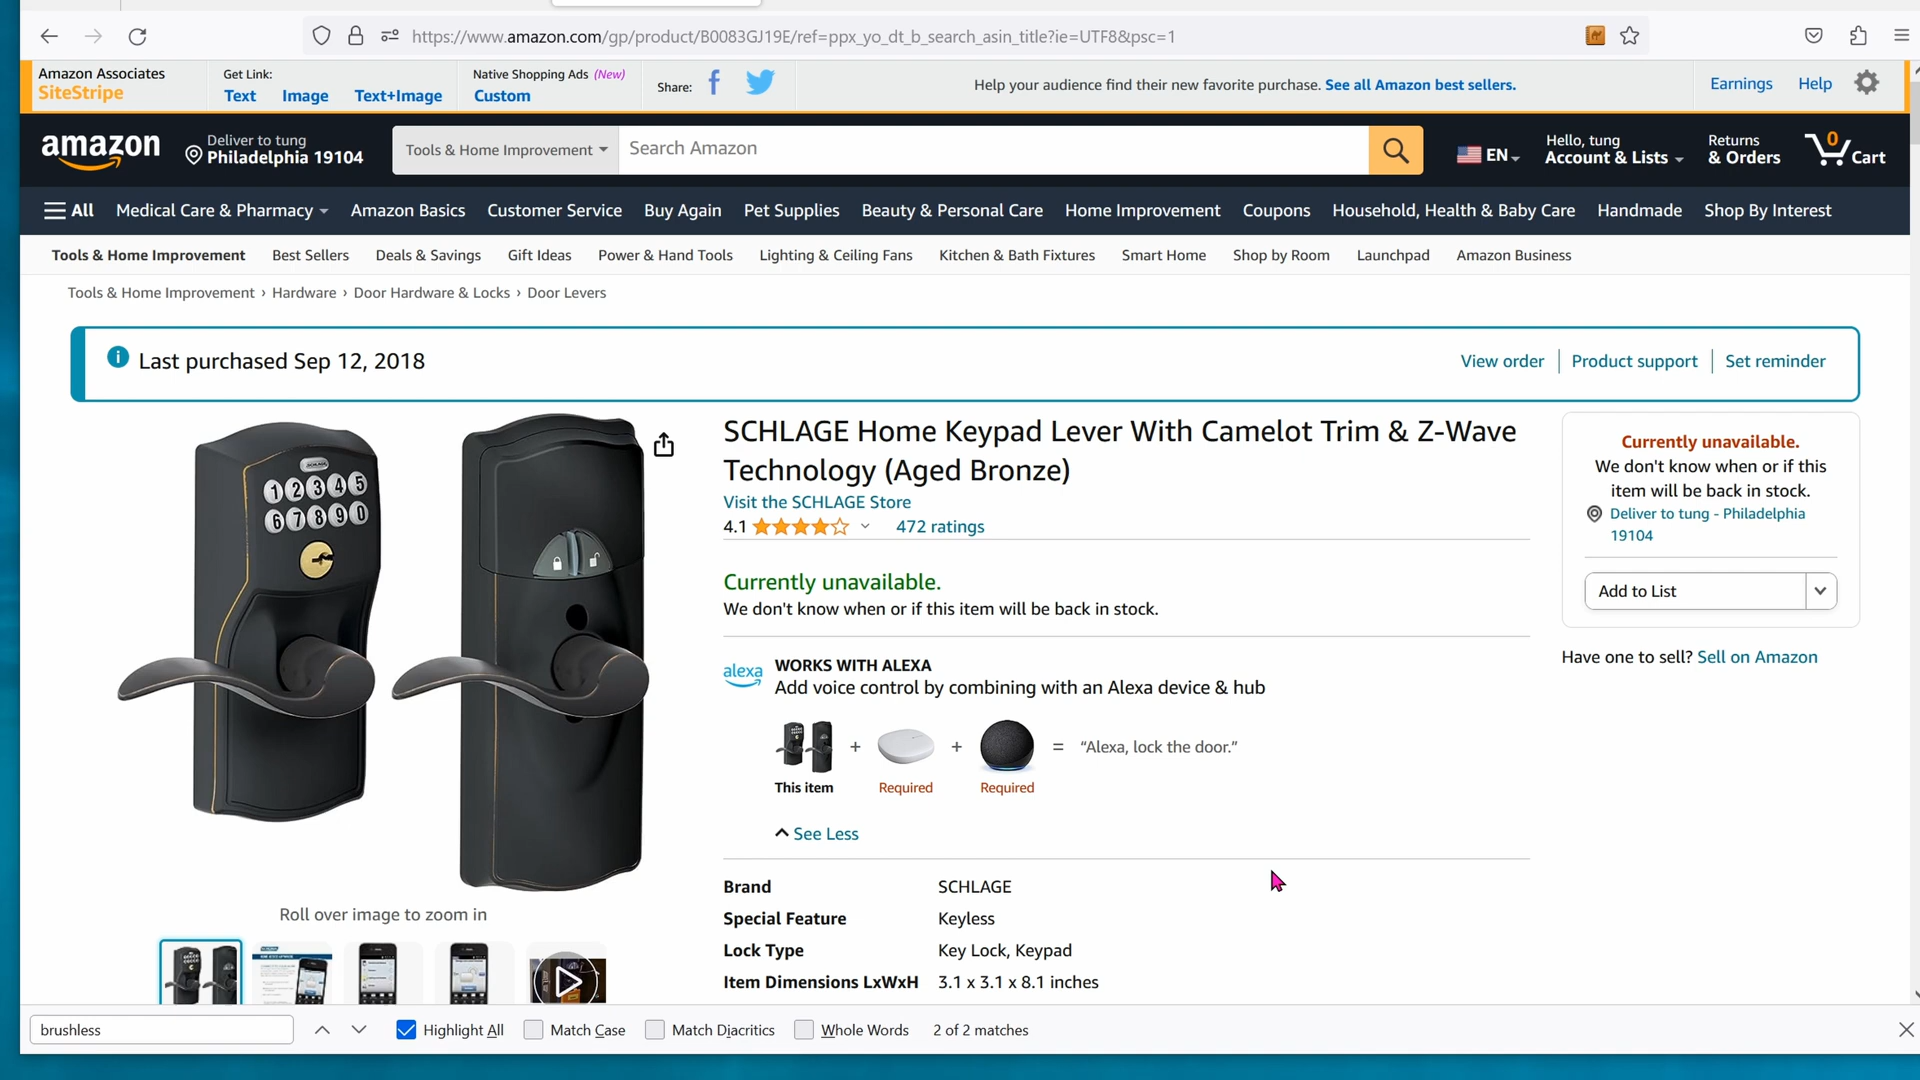 https://www.amazon.com/gp/product/B0083GJ19E/ref=ppx_yo_dt_b_search_asin_title?ie=UTF8&psc=1
Amazon Associates
SiteStripe
Get Link:
Text Image Text+Image
Native Shopping Ads (New)
Custom
Share:
Help your audience find their new favorite purchase. See all Amazon best sellers.
Earnings
Help
amazon
Deliver to tung
Philadelphia 19104
Tools & Home Improvement
Search Amazon
EN
Hello, tung
Account & Lists
Returns
& Orders
0
Cart
All Medical Care & Pharmacy Amazon Basics Customer Service Buy Again Pet Supplies Beauty & Personal Care Home Improvement Coupons Household, Health & Baby Care Handmade Shop By Interest
Tools & Home Improvement Best Sellers Deals & Savings Gift Ideas Power & Hand Tools Lighting & Ceiling Fans Kitchen & Bath Fixtures Smart Home Shop by Room Launchpad Amazon Business
Tools & Home Improvement › Hardware › Door Hardware & Locks › Door Levers
Last purchased Sep 12, 2018
View order
Product support
Set reminder
SCHLAGE
1 2 3 4 5
6 7 8 9 0
Roll over image to zoom in
SCHLAGE Home Keypad Lever With Camelot Trim & Z-Wave
Technology (Aged Bronze)
Visit the SCHLAGE Store
4.1
472 ratings
Currently unavailable.
We don't know when or if this item will be back in stock.
alexa
WORKS WITH ALEXA
Add voice control by combining with an Alexa device & hub
+ + = “Alexa, lock the door.”
This item Required Required
See Less
Brand SCHLAGE
Special Feature Keyless
Lock Type Key Lock, Keypad
Item Dimensions LxWxH 3.1 x 3.1 x 8.1 inches
Currently unavailable.
We don't know when or if this
item will be back in stock.
Deliver to tung - Philadelphia
19104
Add to List
Have one to sell? Sell on Amazon
brushless
Highlight All
Match Case
Match Diacritics
Whole Words
2 of 2 matches